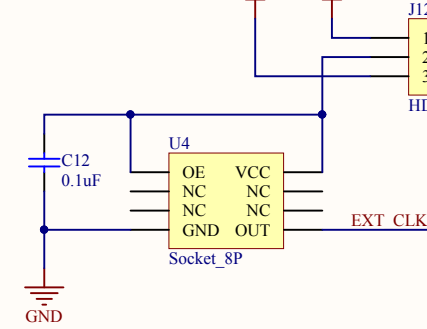 J12
1
2
3
HD
U4
C12
0.1uF
OE VCC
NC NC
NC NC
GND OUT
EXT_CLK
Socket_8P
GND